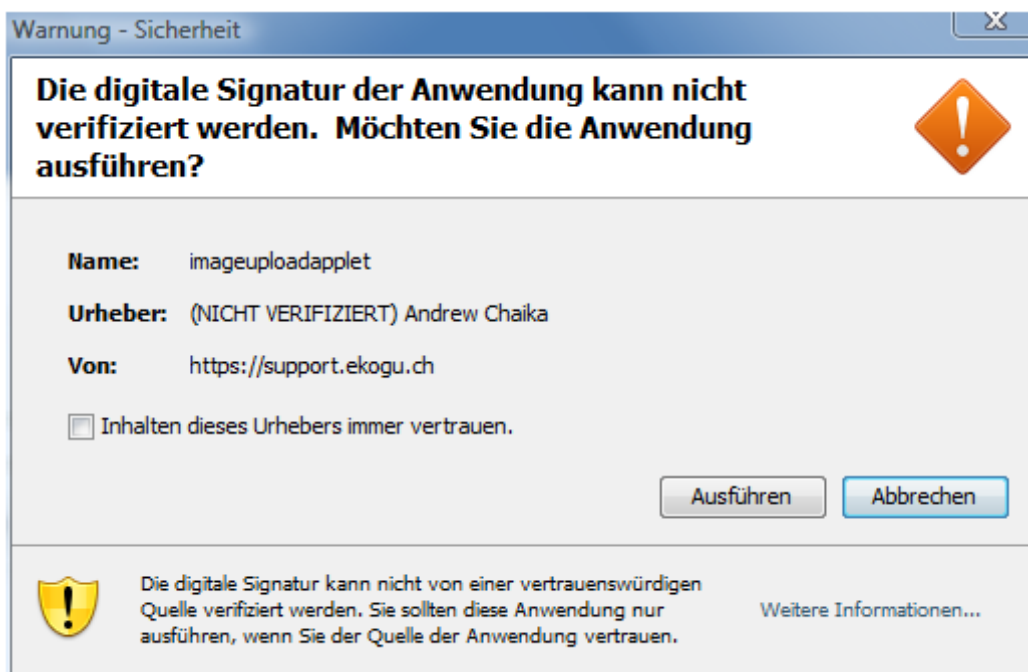 Warnung - Sicherheit
Die digitale Signatur der Anwendung kann nicht
verifiziert werden. Möchten Sie die Anwendung
ausführen?
Name: imageuploadapplet
Urheber: (NICHT VERIFIZIERT) Andrew Chaika
Von: https://support.ekogu.ch
Inhalten dieses Urhebers immer vertrauen.
Ausführen Abbrechen
Die digitale Signatur kann nicht von einer vertrauenswürdigen
Quelle verifiziert werden. Sie sollten diese Anwendung nur
ausführen, wenn Sie der Quelle der Anwendung vertrauen.
Weitere Informationen...